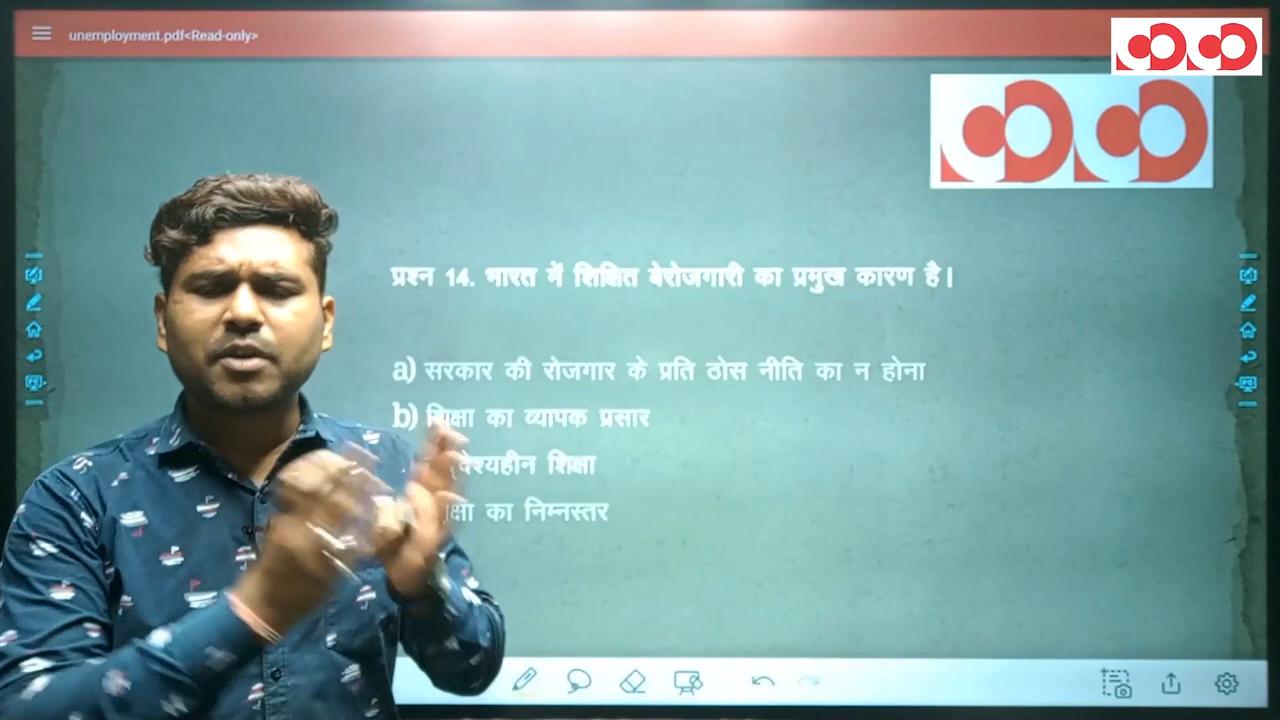 unemployment.pdf<Read-only>
प्रश्न 14. भारत में शिक्षित बेरोजगारी का प्रमुख कारण है।
a) सरकार की रोजगार के प्रति ठोस नीति का न होना
b) शिक्षा का व्यापक प्रसार
शिक्षा
का निम्नस्तर